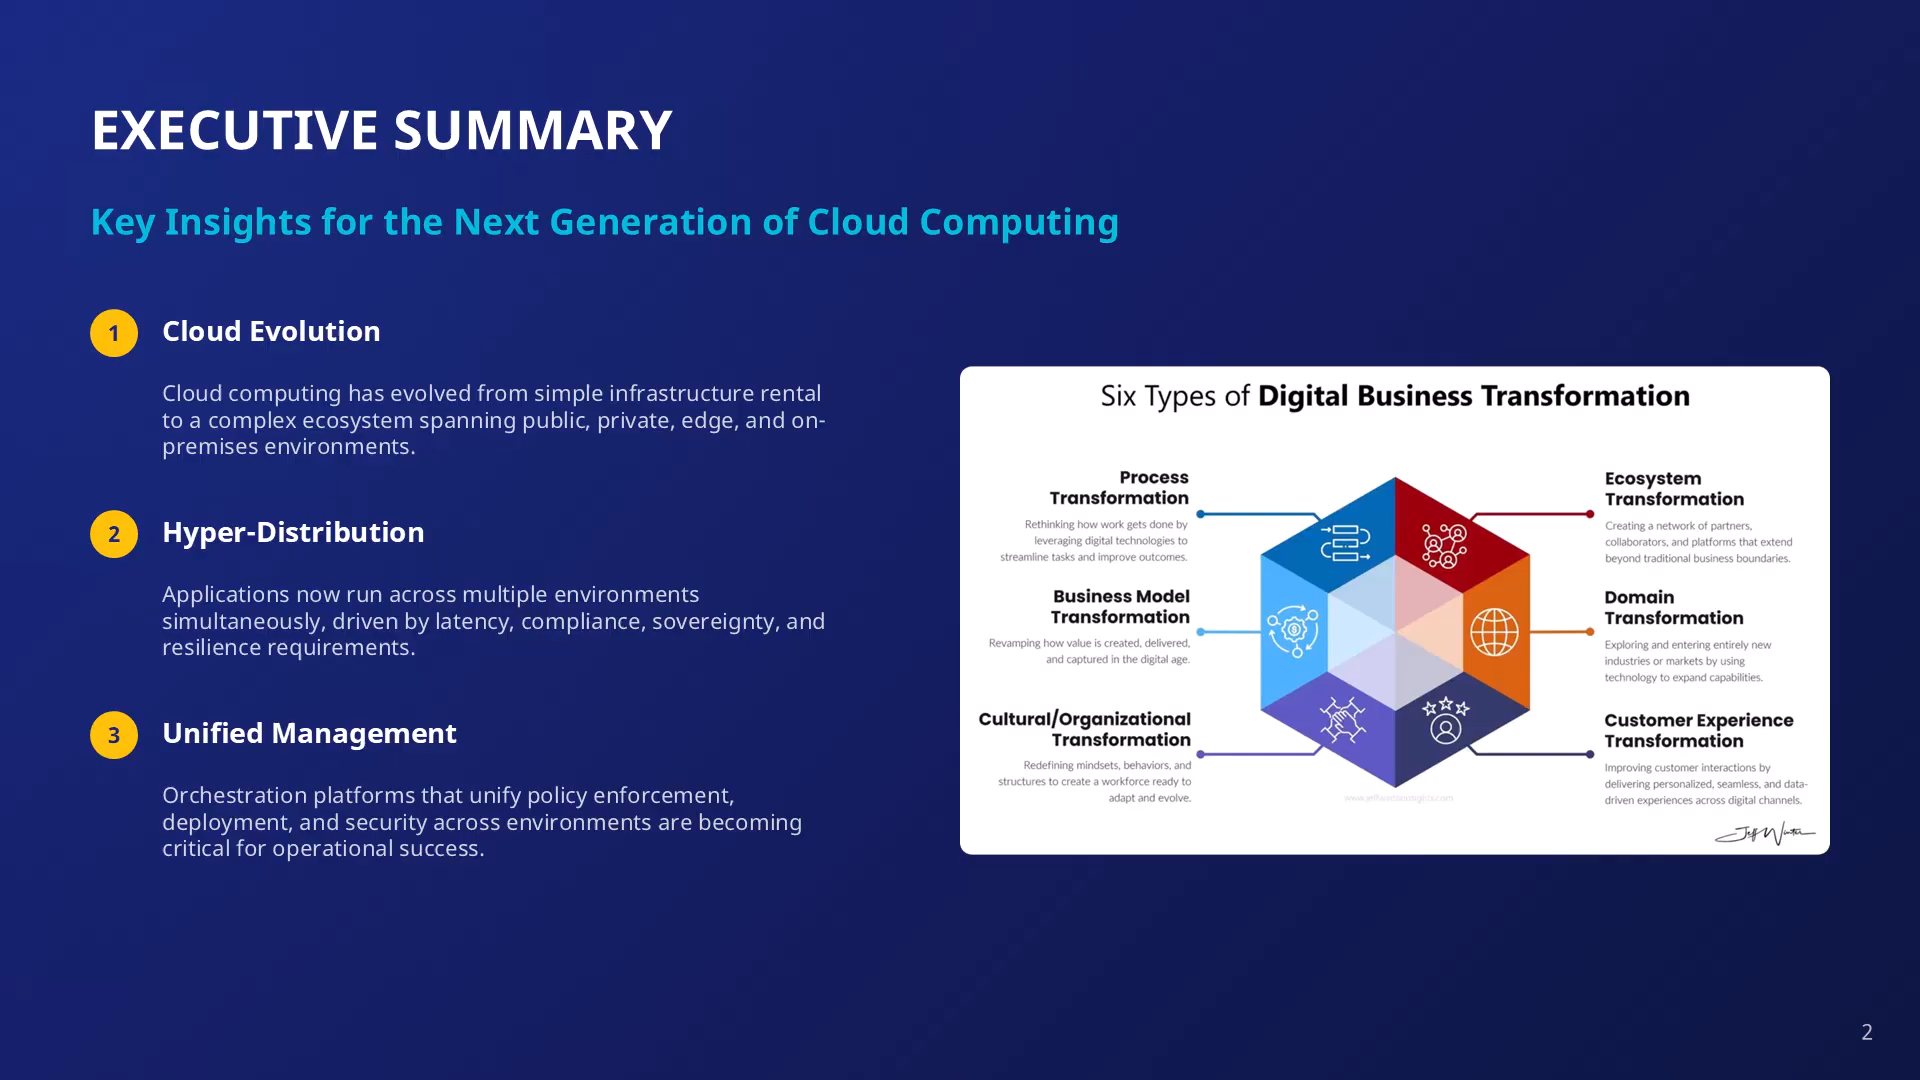 EXECUTIVE SUMMARY
Key Insights for the Next Generation of Cloud Computing
1
Cloud Evolution
Cloud computing has evolved from simple infrastructure rental
to a complex ecosystem spanning public, private, edge, and on-
premises environments.
2
Hyper-Distribution
Applications now run across multiple environments
simultaneously, driven by latency, compliance, sovereignty, and
resilience requirements.
3
Unified Management
Orchestration platforms that unify policy enforcement,
deployment, and security across environments are becoming
critical for operational success.
Six Types of Digital Business Transformation
Process
Transformation
Rethinking how work gets done by
leveraging digital technologies to
streamline tasks and improve outcomes.
Business Model
Transformation
Revamping how value is created, delivered,
and captured in the digital age.
Cultural/Organizational
Transformation
Redefining mindsets, behaviors, and
structures to create a workforce ready to
adapt and evolve.
Ecosystem
Transformation
Creating a network of partners,
collaborators, and platforms that extend
beyond traditional business boundaries.
Domain
Transformation
Exploring and entering entirely new
industries or markets by using
technology to expand capabilities.
Customer Experience
Transformation
Improving customer interactions by
delivering personalized, seamless, and data-
driven experiences across digital channels.
Jeff Winter
2